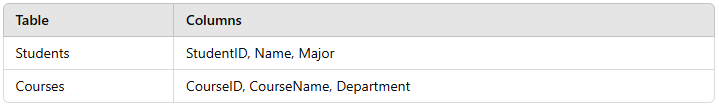 Table Columns
Students StudentID, Name, Major
Courses CourseID, CourseName, Department